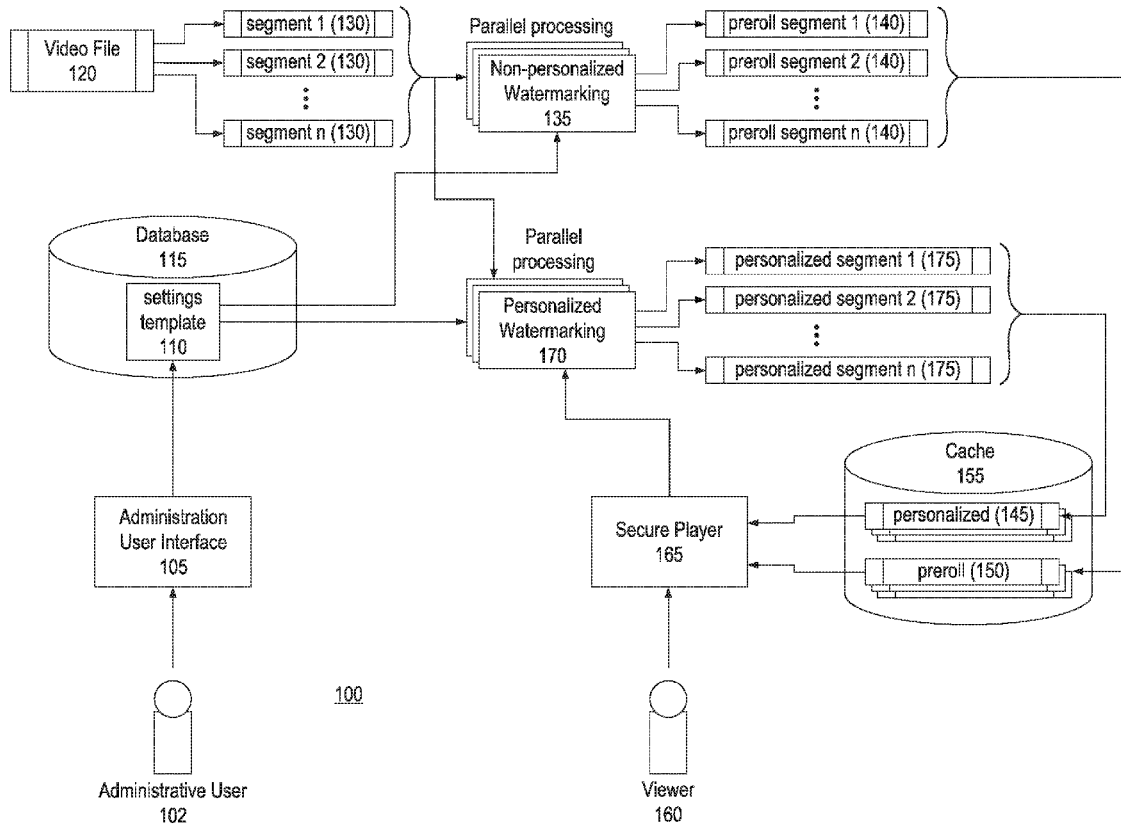 Video File
120
segment 1 (130)
segment 2 (130)
segment n (130)
Parallel processing
Non-personalized
Watermarking
135
preroll segment 1 (140)
preroll segment 2 (140)
preroll segment n (140)
Database
115
settings
template
110
Parallel
processing
Personalized
Watermarking
170
personalized segment 1 (175)
personalized segment 2 (175)
personalized segment n (175)
Administration
User Interface
105
Secure Player
165
Cache
155
personalized (145)
preroll (150)
100
Administrative User
102
Viewer
160